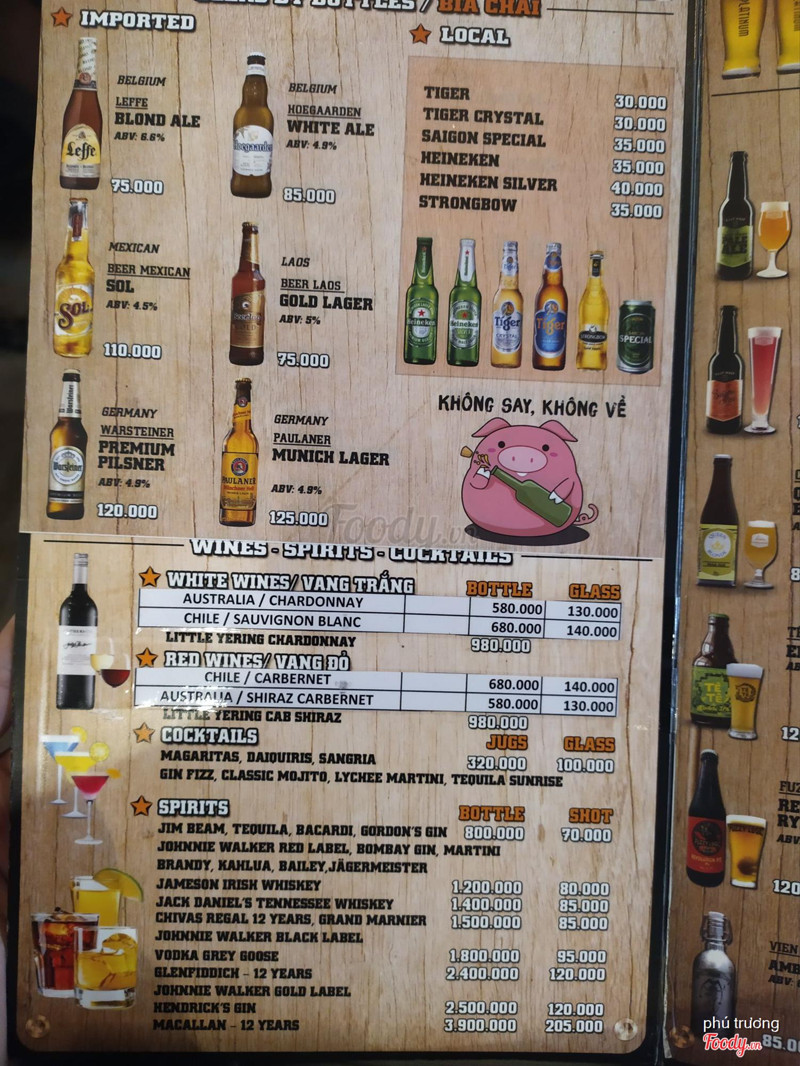 BEERS BY BOTTLES / BIA CHAI
IMPORTED
BELGIUM
LEFFE
BLOND ALE
ABV: 6.6%
75.000
BELGIUM
HOEGAARDEN
WHITE ALE
ABV: 4.9%
85.000
MEXICAN
BEER MEXICAN
SOL
ABV: 4.5%
110.000
LAOS
BEER LAOS
GOLD LAGER
ABV: 5%
75.000
GERMANY
WARSTEINER
PREMIUM
PILSNER
ABV: 4.9%
120.000
GERMANY
PAULANER
MUNICH LAGER
ABV: 4.9%
125.000
LOCAL
TIGER 30.000
TIGER CRYSTAL 30.000
SAIGON SPECIAL 35.000
HEINEKEN 35.000
HEINEKEN SILVER 40.000
STRONGBOW 35.000
KHÔNG SAY, KHÔNG VỀ
Foody.vn
WINES - SPIRITS - COCKTAILS
WHITE WINES/ VANG TRẮNG BOTTLE GLASS
AUSTRALIA / CHARDONNAY 580.000 130.000
CHILE / SAUVIGNON BLANC 680.000 140.000
LITTLE YERING CHARDONNAY 980.000
RED WINES/ VANG ĐỎ
CHILE / CARBERNET 680.000 140.000
AUSTRALIA / SHIRAZ CARBERNET 580.000 130.000
LITTLE YERING CAB SHIRAZ 980.000
COCKTAILS JUGS GLASS
MAGARITAS, DAIQUIRIS, SANGRIA 320.000 100.000
GIN FIZZ, CLASSIC MOJITO, LYCHEE MARTINI, TEQUILA SUNRISE
SPIRITS BOTTLE SHOT
JIM BEAM, TEQUILA, BACARDI, GORDON'S GIN 800.000 70.000
JOHNNIE WALKER RED LABEL, BOMBAY GIN, MARTINI
BRANDY, KAHLUA, BAILEY,JÄGERMEISTER
JAMESON IRISH WHISKEY 1.200.000 80.000
JACK DANIEL'S TENNESSEE WHISKEY 1.400.000 85.000
CHIVAS REGAL 12 YEARS, GRAND MARNIER 1.500.000 85.000
JOHNNIE WALKER BLACK LABEL
VODKA GREY GOOSE 1.800.000 95.000
GLENFIDDICH - 12 YEARS 2.400.000 120.000
JOHNNIE WALKER GOLD LABEL
HENDRICK'S GIN 2.500.000 120.000
MACALLAN - 12 YEARS 3.900.000 205.000
PLATINUM
VIEN
phú trương
Foody.vn